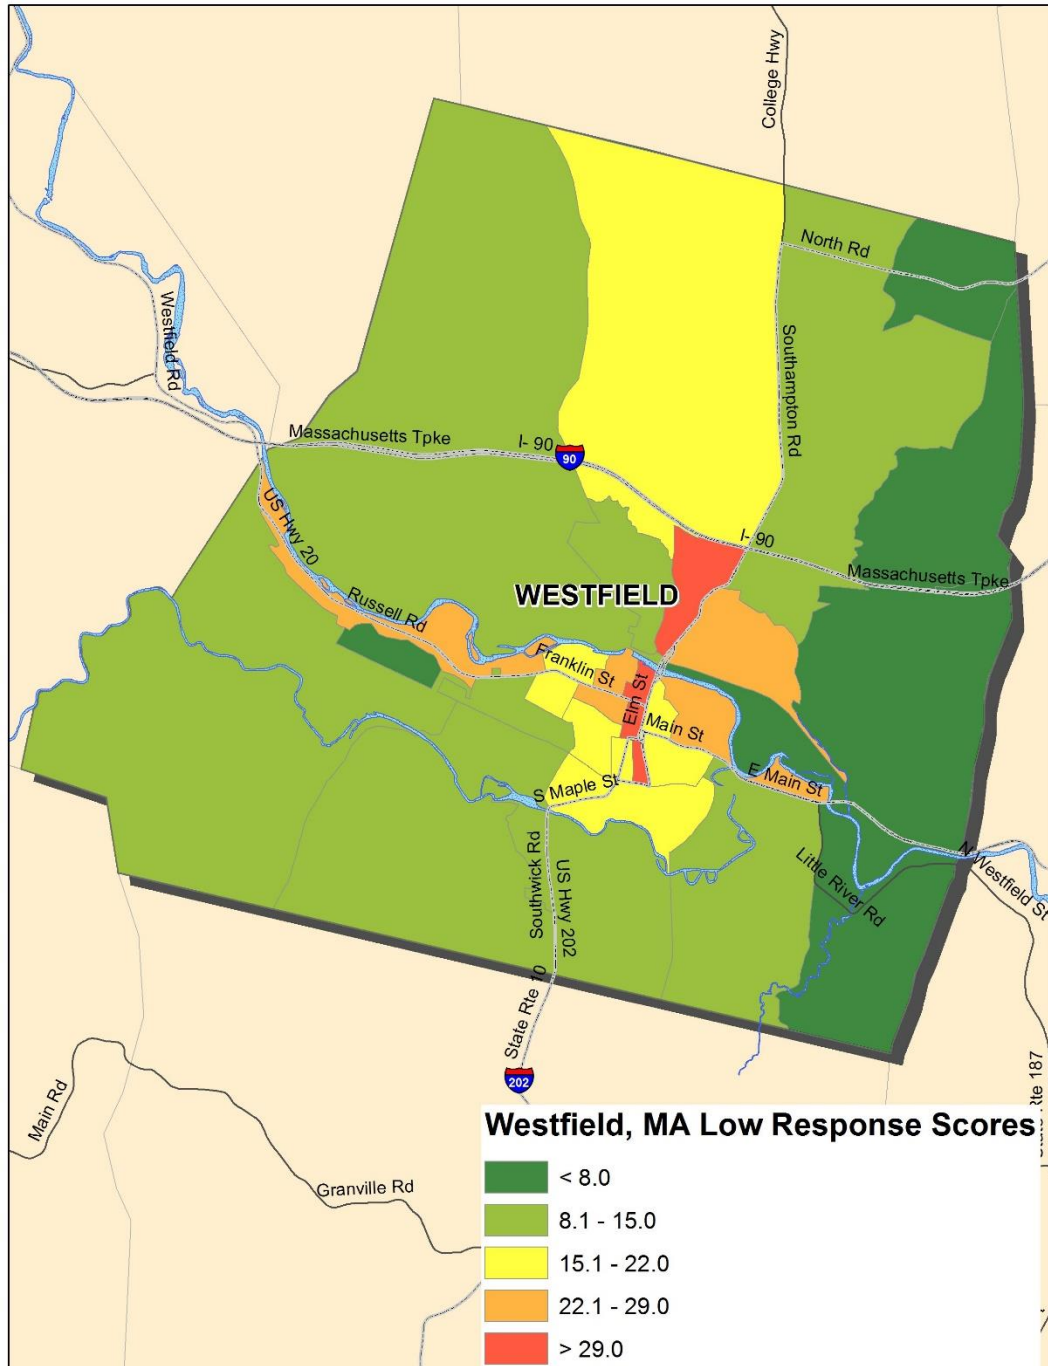 College Hwy
North Rd
Westfield Rd
Southampton Rd
Massachusetts Tpke
I- 90
90
US Hwy 20
I- 90
Massachusetts Tpke
WESTFIELD
Russell Rd
Franklin St
Elm St
Main St
E Main St
S Maple St
N Westfield St
Little River Rd
Southwick Rd
US Hwy 202
State Rte 10
202
Main Rd
Granville Rd
Rte 187
Westfield, MA Low Response Scores
< 8.0
8.1 - 15.0
15.1 - 22.0
22.1 - 29.0
> 29.0